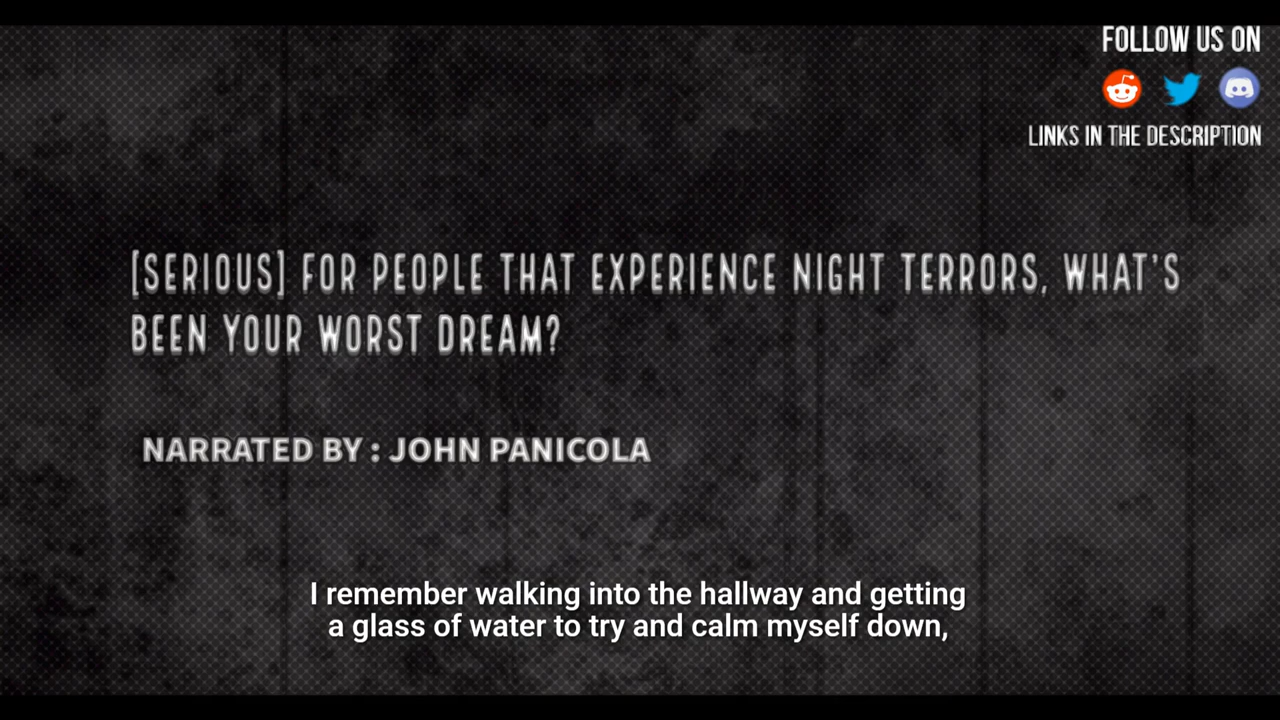 FOLLOW US ON
LINKS IN THE DESCRIPTION
[SERIOUS] FOR PEOPLE THAT EXPERIENCE NIGHT TERRORS, WHAT'S
BEEN YOUR WORST DREAM?
NARRATED BY : JOHN PANICOLA
I remember walking into the hallway and getting
a glass of water to try and calm myself down,